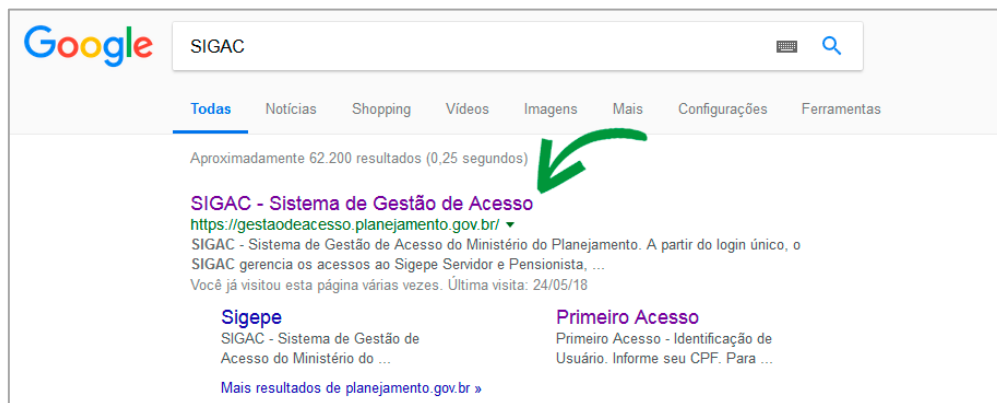 Google
SIGAC
Todas Notícias Shopping Vídeos Imagens Mais Configurações Ferramentas
Aproximadamente 62.200 resultados (0,25 segundos)
SIGAC - Sistema de Gestão de Acesso
https://gestaodeacesso.planejamento.gov.br/
SIGAC - Sistema de Gestão de Acesso do Ministério do Planejamento. A partir do login único, o
SIGAC gerencia os acessos ao Sigepe Servidor e Pensionista, ...
Você já visitou esta página várias vezes. Última visita: 24/05/18
Sigepe
SIGAC - Sistema de Gestão de
Acesso do Ministério do ...
Primeiro Acesso
Primeiro Acesso - Identificação de
Usuário. Informe seu CPF. Para ...
Mais resultados de planejamento.gov.br »